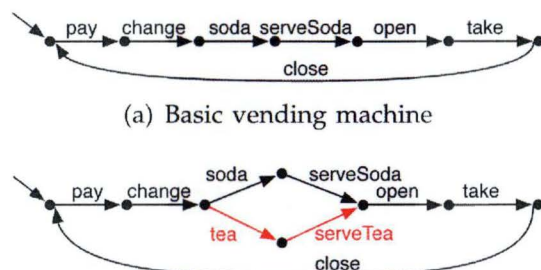 pay change soda serveSoda open take
close
(a) Basic vending machine
soda serveSoda
pay change open take
tea serveTea
close